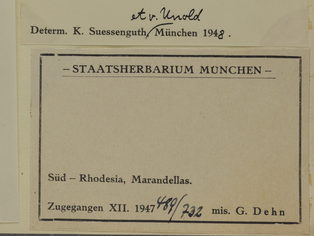 et v. Unold
Determ. K. Suessenguth, München 1948.
– STAATSHERBARIUM MÜNCHEN –
Süd – Rhodesia, Marandellas.
Zugegangen XII. 1947 489/732 mis. G. Dehn